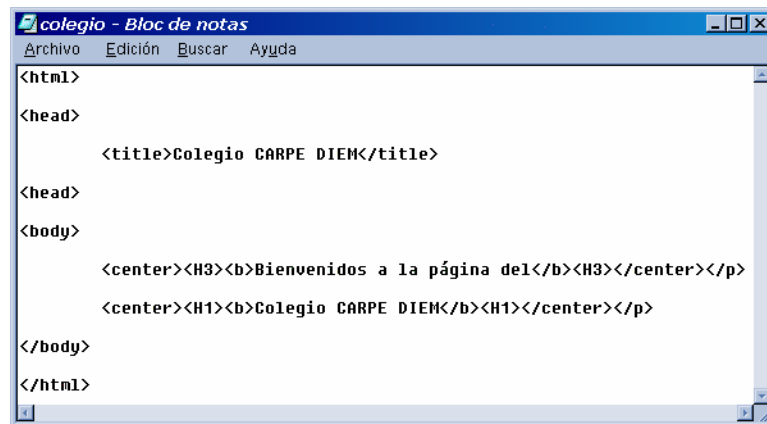 colegio - Bloc de notas
Archivo Edición Buscar Ayuda
<html>
<head>
<title>Colegio CARPE DIEM</title>
<head>
<body>
<center><H3><b>Bienvenidos a la página del</b><H3></center></p>
<center><H1><b>Colegio CARPE DIEM</b><H1></center></p>
</body>
</html>